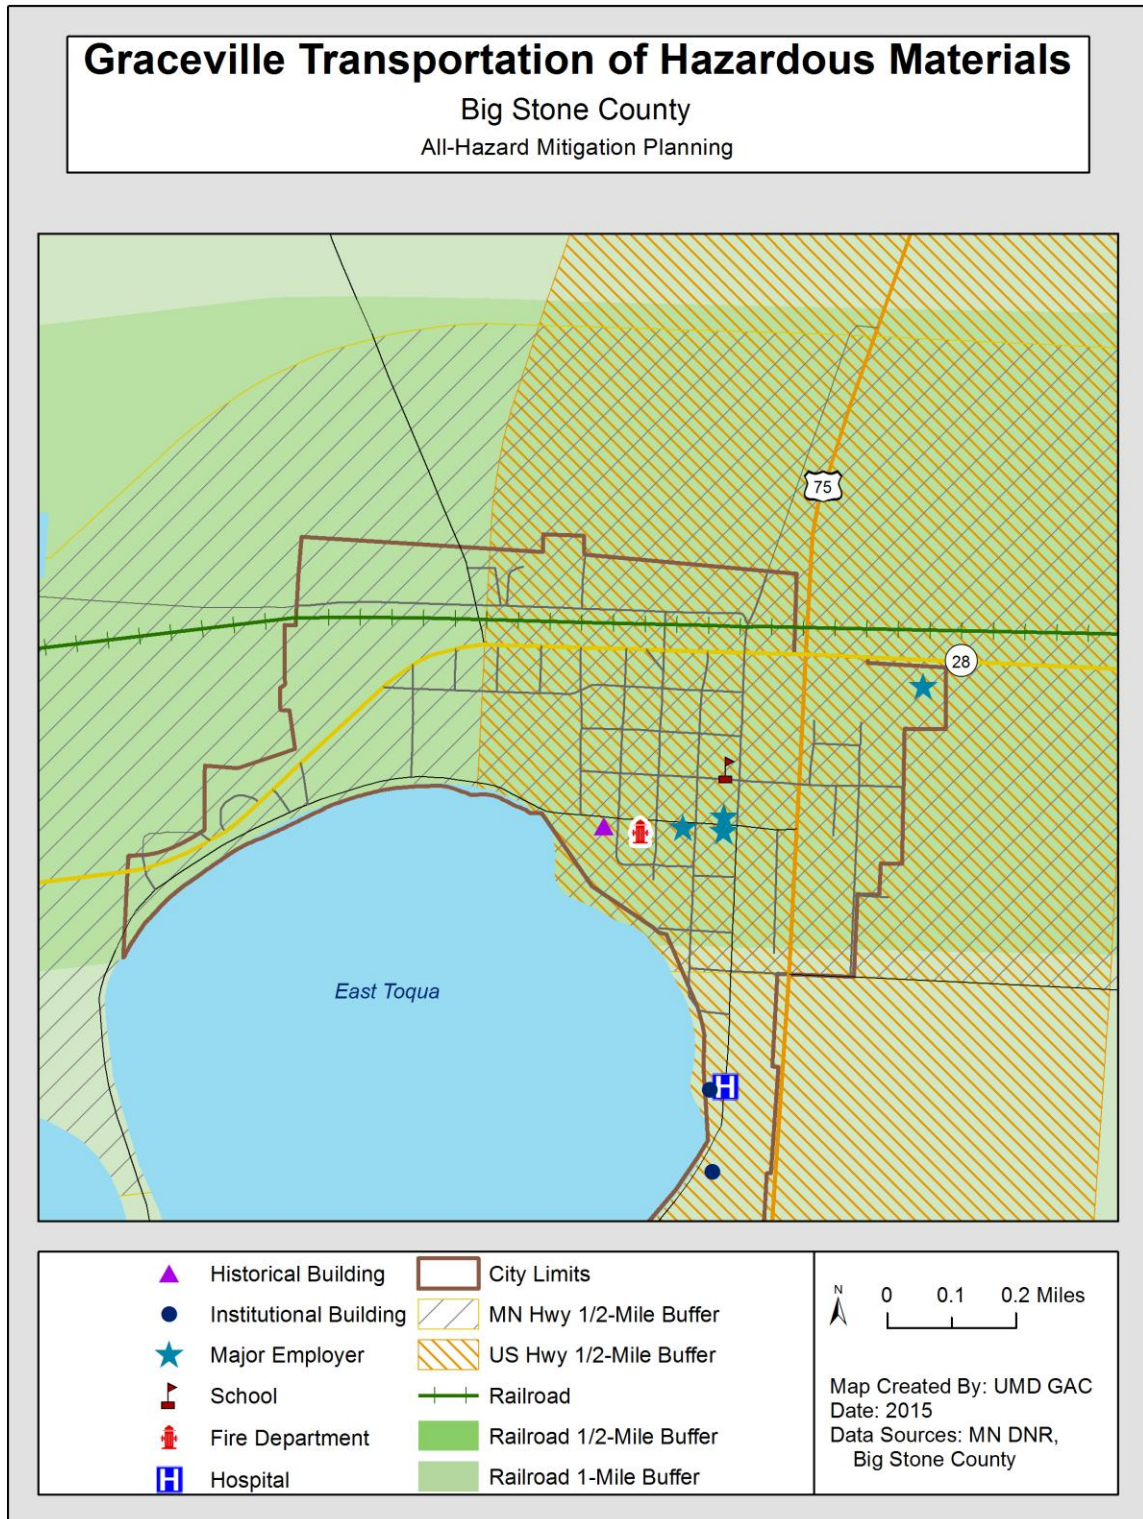 Graceville Transportation of Hazardous Materials
Big Stone County
All-Hazard Mitigation Planning
75
28
East Toqua
H
Historical Building
Institutional Building
Major Employer
School
Fire Department
H Hospital
City Limits
MN Hwy 1/2-Mile Buffer
US Hwy 1/2-Mile Buffer
Railroad
Railroad 1/2-Mile Buffer
Railroad 1-Mile Buffer
N
0 0.1 0.2 Miles
Map Created By: UMD GAC
Date: 2015
Data Sources: MN DNR,
Big Stone County